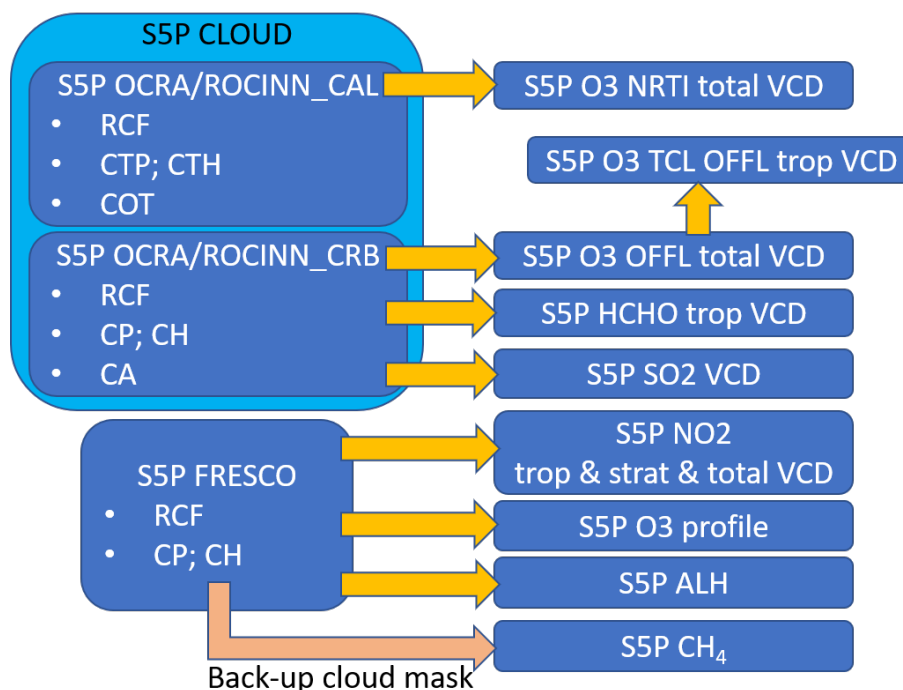 S5P CLOUD
S5P OCRA/ROCINN_CAL
• RCF
• CTP; CTH
• COT
S5P OCRA/ROCINN_CRB
• RCF
• CP; CH
• CA
S5P FRESCO
• RCF
• CP; CH
Back-up cloud mask
S5P O3 NRTI total VCD
S5P O3 TCL OFFL trop VCD
S5P O3 OFFL total VCD
S5P HCHO trop VCD
S5P SO2 VCD
S5P NO2
trop & strat & total VCD
S5P O3 profile
S5P ALH
S5P CH₄